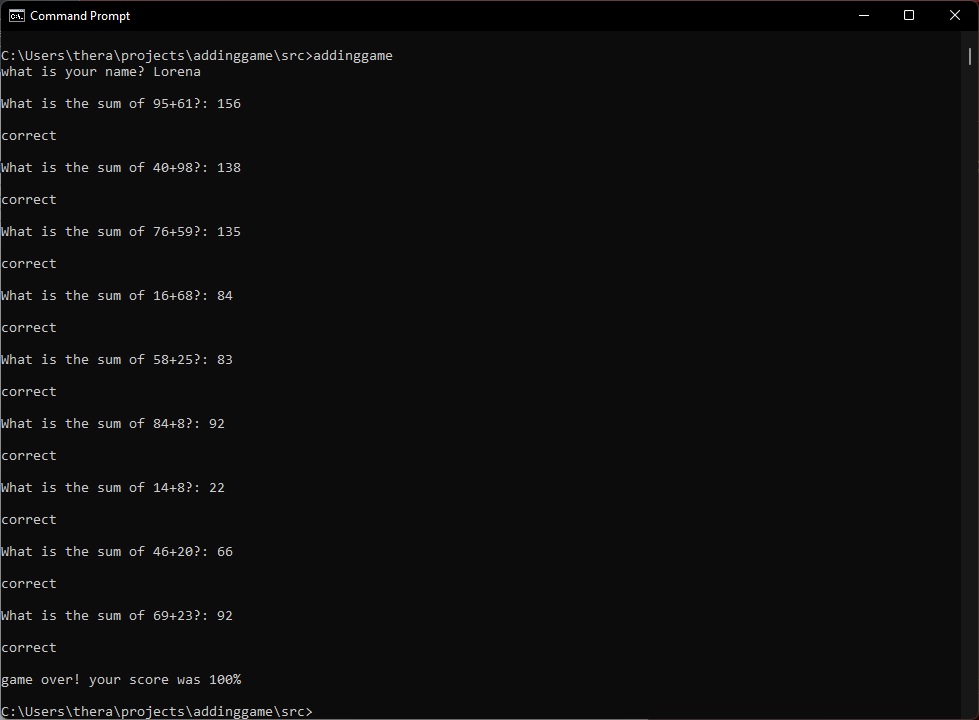 Command Prompt
C:\Users\thera\projects\addinggame\src>addinggame
what is your name? Lorena
What is the sum of 95+61?: 156
correct
What is the sum of 40+98?: 138
correct
What is the sum of 76+59?: 135
correct
What is the sum of 16+68?: 84
correct
What is the sum of 58+25?: 83
correct
What is the sum of 84+8?: 92
correct
What is the sum of 14+8?: 22
correct
What is the sum of 46+20?: 66
correct
What is the sum of 69+23?: 92
correct
game over! your score was 100%
C:\Users\thera\projects\addinggame\src>